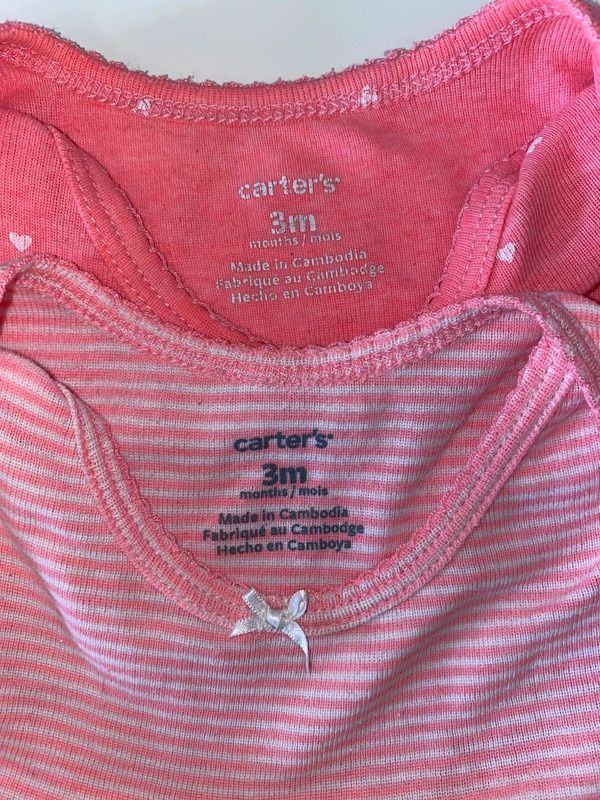 carter's
3m
months / mois
Made in Cambodia
Fabriqué au Cambodge
Hecho en Camboya
carter's
3m
months / mois
Made in Cambodia
Fabriqué au Cambodge
Hecho en Camboya